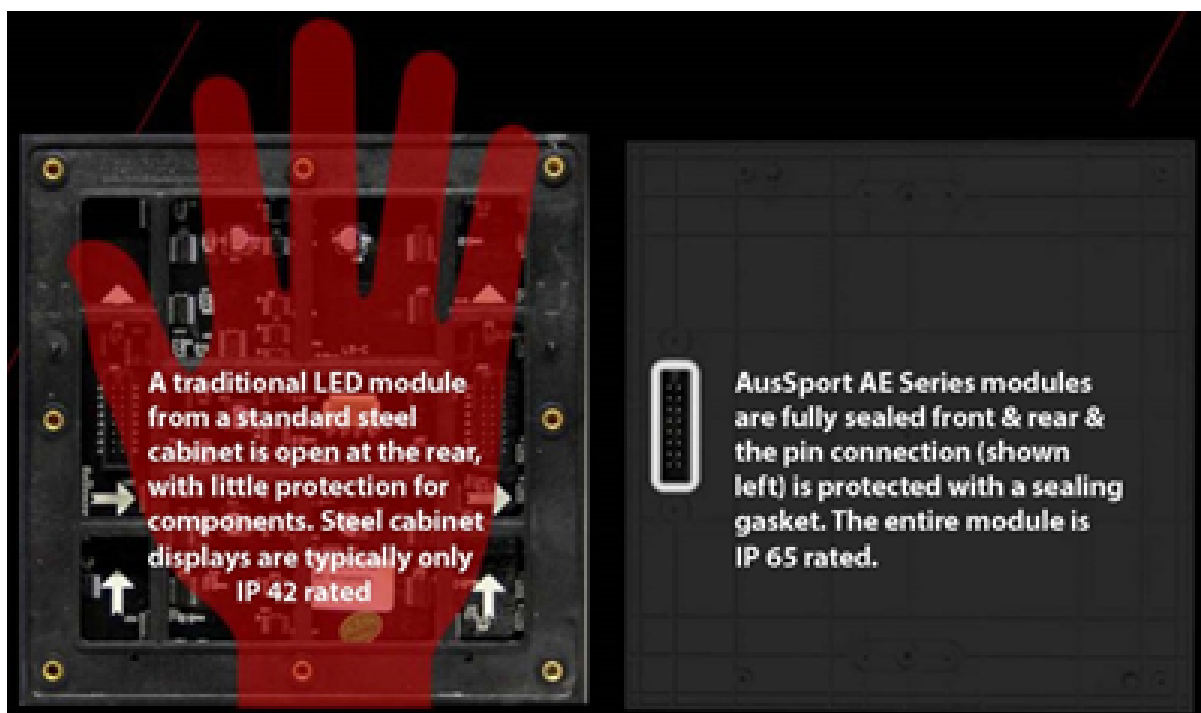 A traditional LED module
from a standard steel
cabinet is open at the rear,
with little protection for
components. Steel cabinet
displays are typically only
IP 42 rated
AusSport AE Series modules
are fully sealed front & rear &
the pin connection (shown
left) is protected with a sealing
gasket. The entire module is
IP 65 rated.